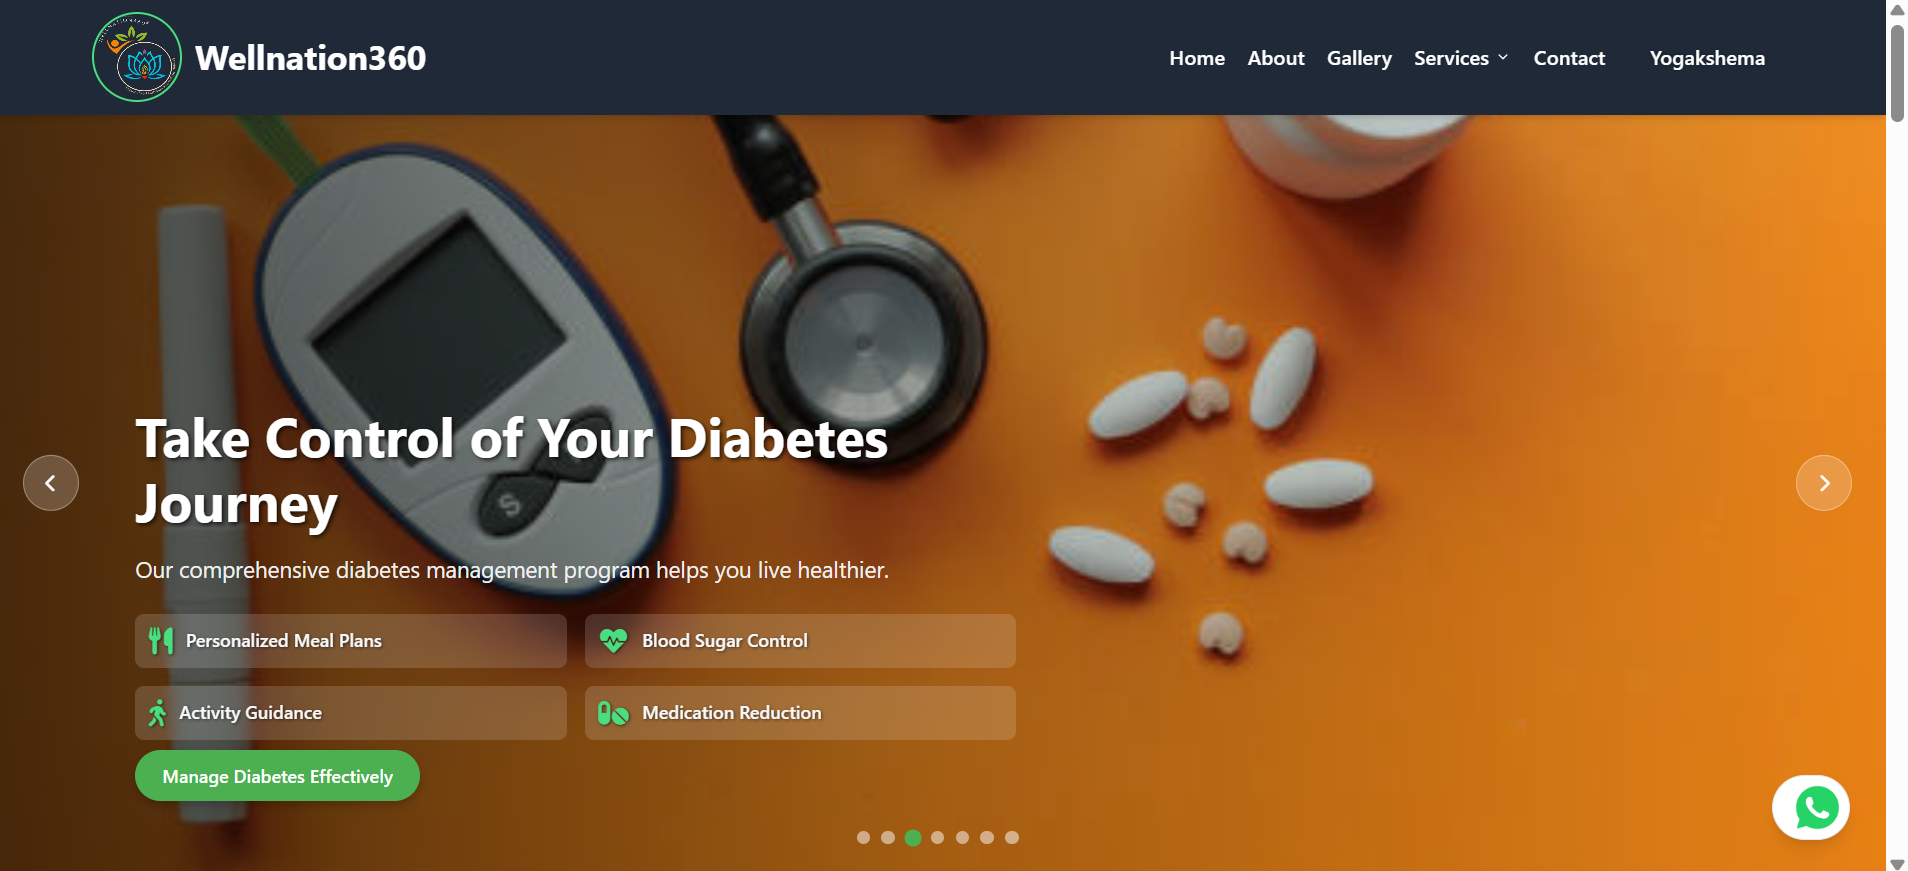 Wellnation360
Home About Gallery Services Contact Yogakshema
Take Control of Your Diabetes
Journey
Our comprehensive diabetes management program helps you live healthier.
Personalized Meal Plans
Blood Sugar Control
Activity Guidance
Medication Reduction
Manage Diabetes Effectively
S